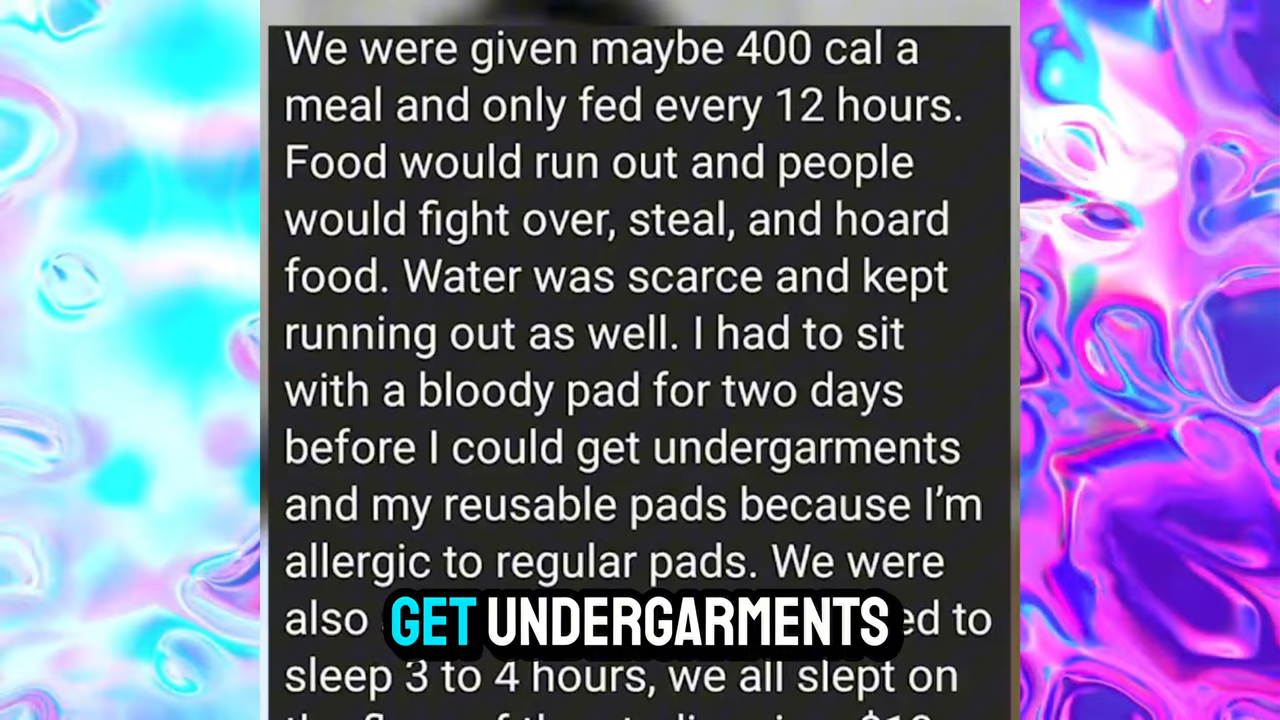 We were given maybe 400 cal a
meal and only fed every 12 hours.
Food would run out and people
would fight over, steal, and hoard
food. Water was scarce and kept
running out as well. I had to sit
with a bloody pad for two days
before I could get undergarments
and my reusable pads because I’m
allergic to regular pads. We were
also to
GET UNDERGARMENTS
sleep 3 to 4 hours, we all slept on